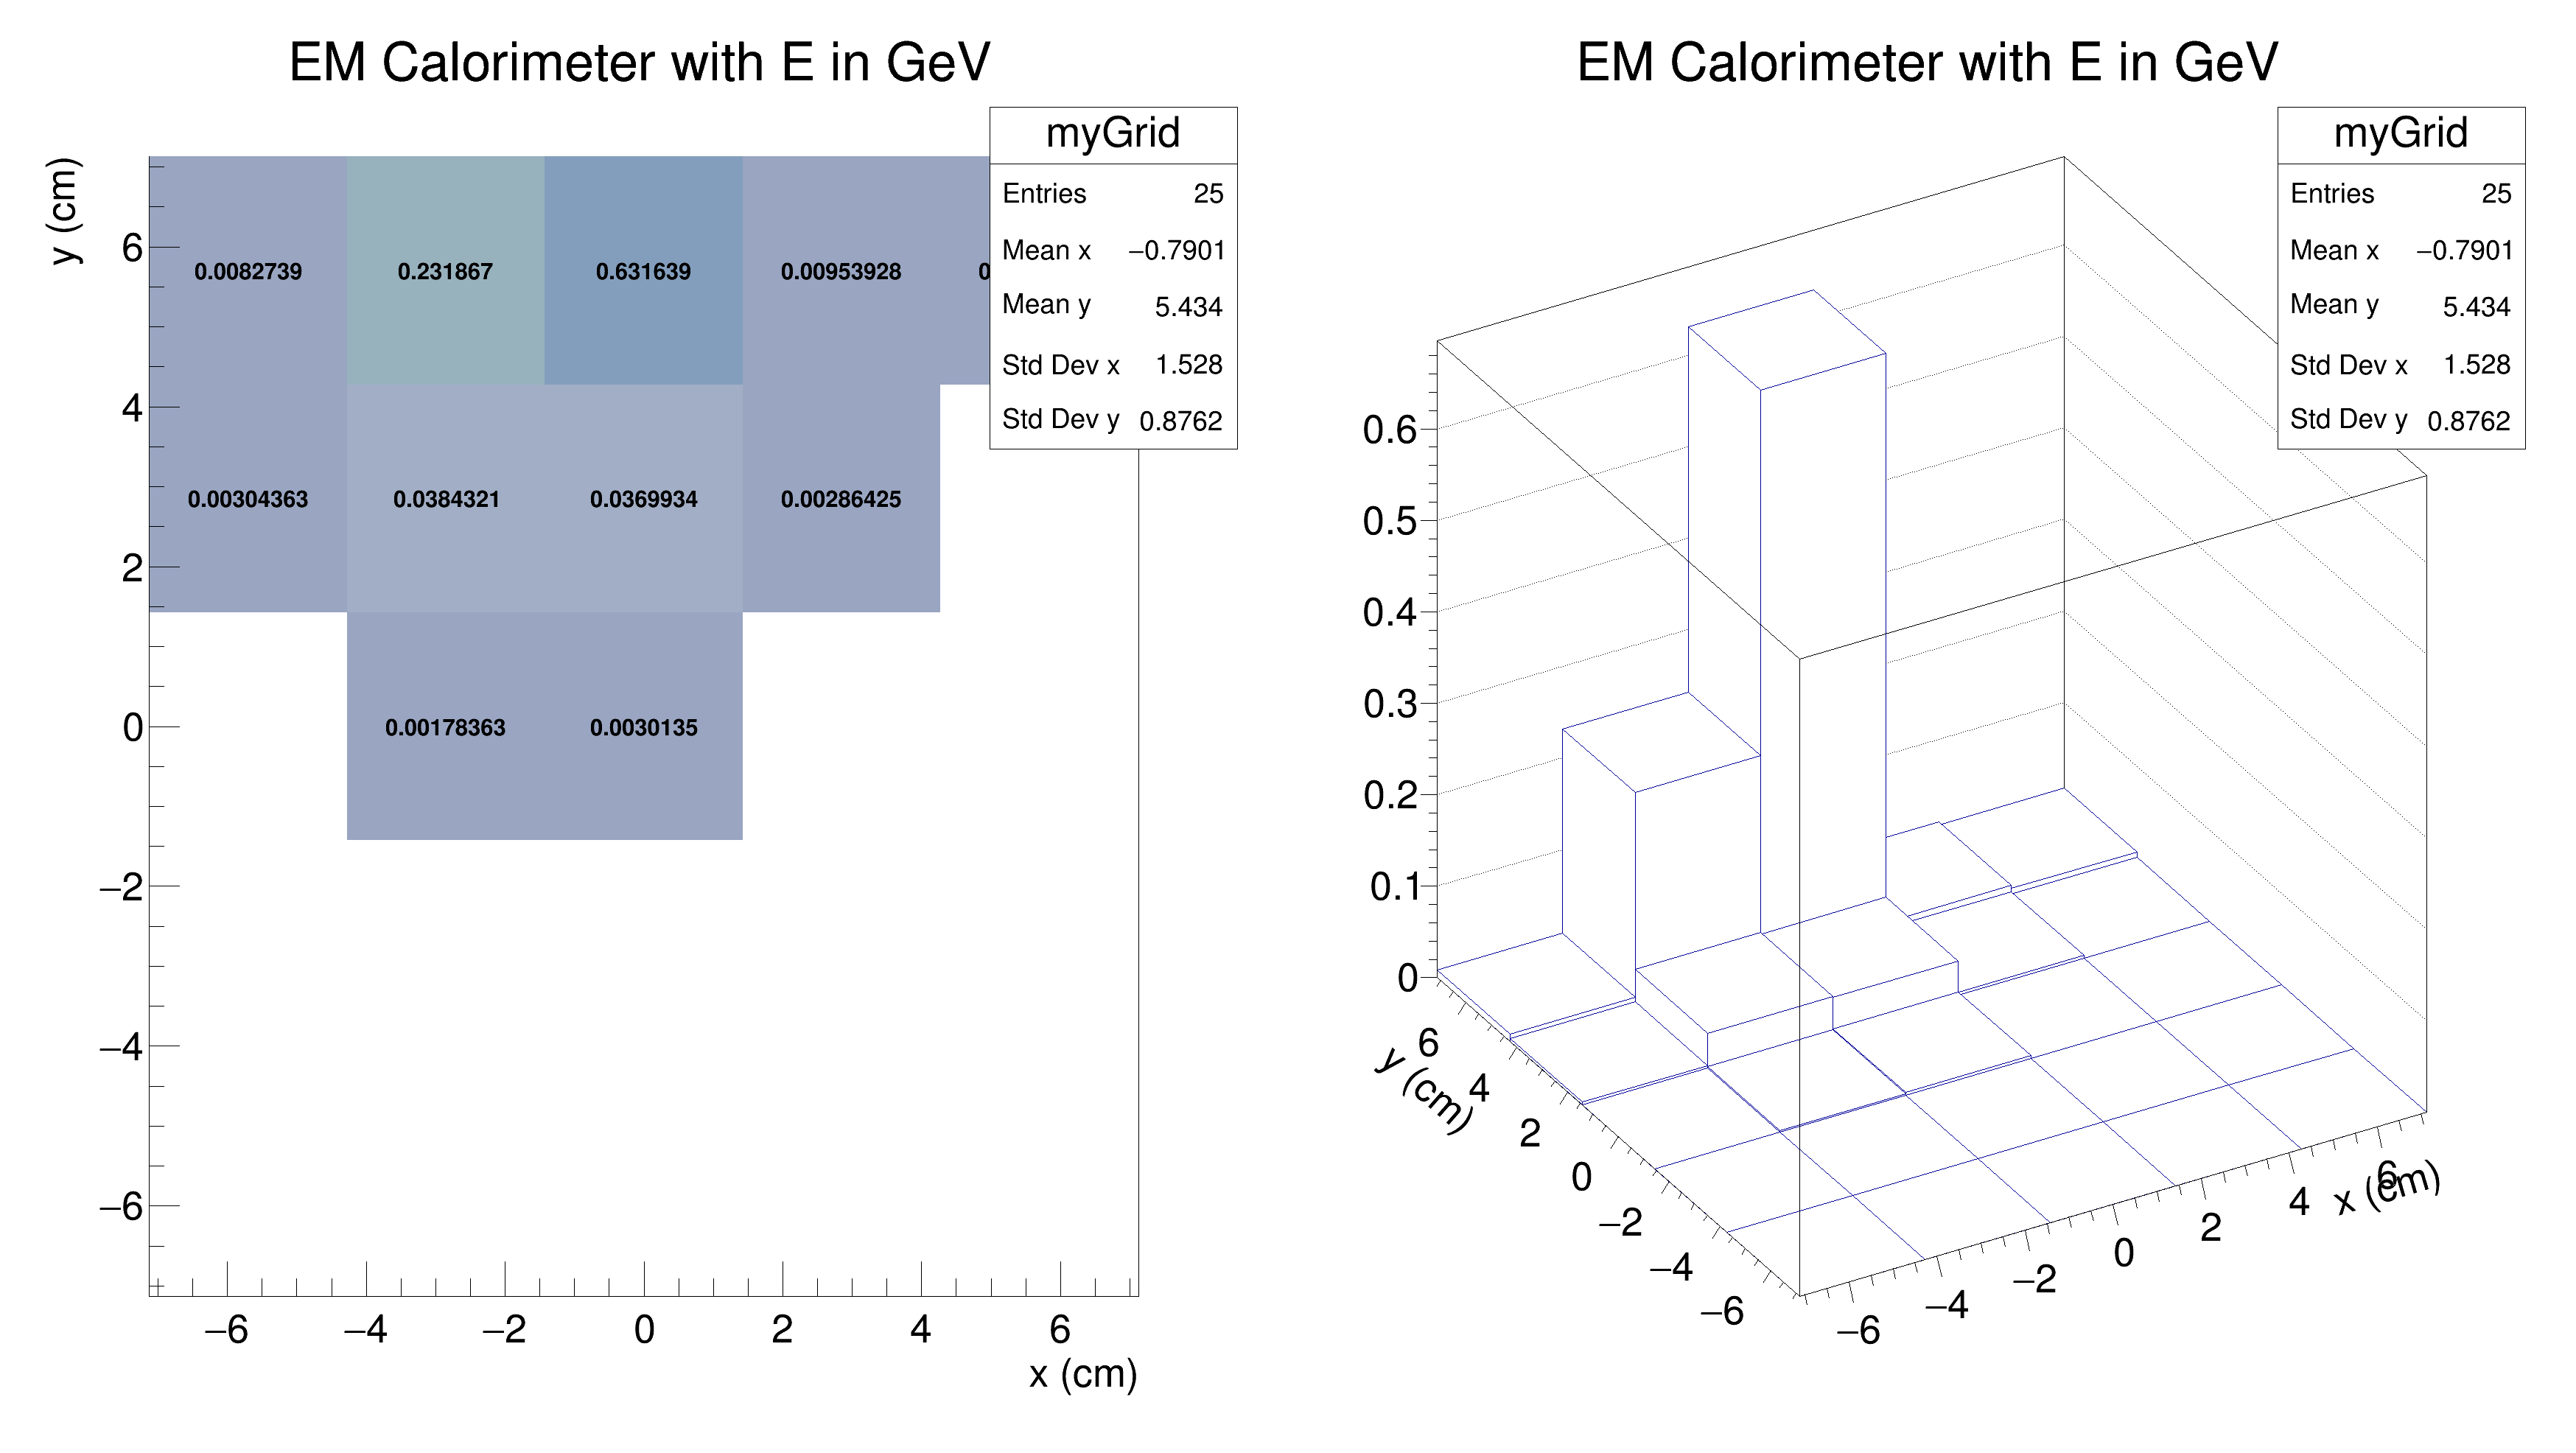 EM Calorimeter with E in GeV
myGrid
Entries 25
Mean x −0.7901
Mean y 5.434
Std Dev x 1.528
Std Dev y 0.8762
y (cm)
6
4
2
0
−2
−4
−6
0.0082739 0.231867 0.631639 0.00953928
0.00304363 0.0384321 0.0369934 0.00286425
0.00178363 0.0030135
−6 −4 −2 0 2 4 6
x (cm)
EM Calorimeter with E in GeV
myGrid
Entries 25
Mean x −0.7901
Mean y 5.434
Std Dev x 1.528
Std Dev y 0.8762
0.6
0.5
0.4
0.3
0.2
0.1
0
y (cm)
6
4
2
0
−2
−4
−6
−6 −4 −2 0 2 4 6
x (cm)